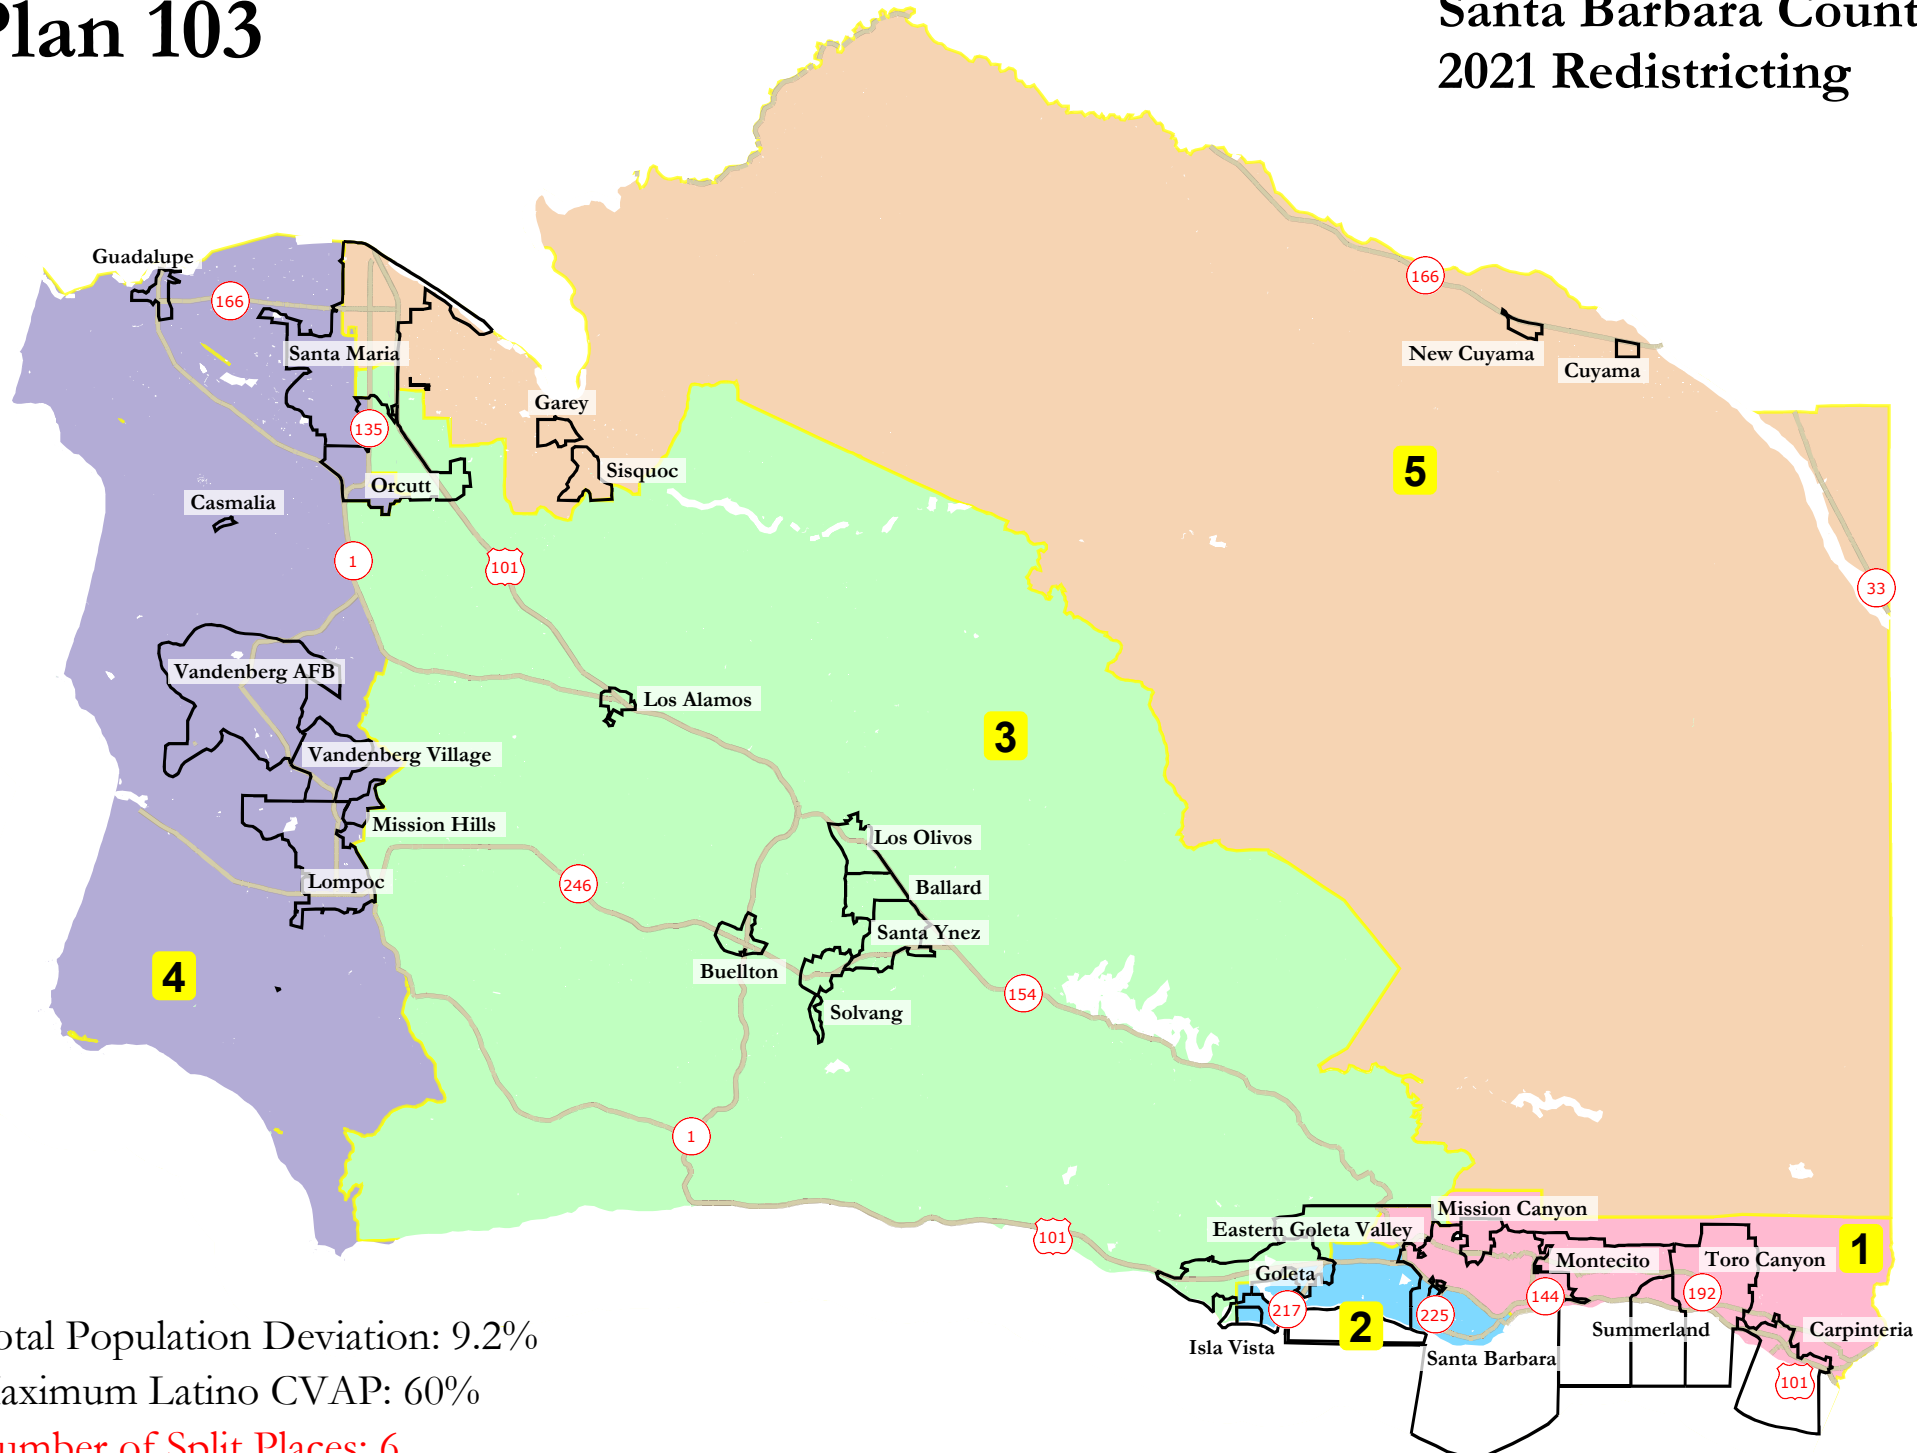 Plan 103
Santa Barbara Count
2021 Redistricting
Guadalupe
166
166
Santa Maria
New Cuyama
Cuyama
Garey
135
Sisquoc
5
Orcutt
Casmalia
1
101
33
Vandenberg AFB
Los Alamos
3
Vandenberg Village
Mission Hills
Los Olivos
Lompoc
246
Ballard
Santa Ynez
4
Buellton
154
Solvang
1
Mission Canyon
Eastern Goleta Valley
101
1
Montecito
Toro Canyon
Goleta
144
192
217
225
2
Summerland
Carpinteria
Isla Vista
Santa Barbara
101
otal Population Deviation: 9.2%
aximum Latino CVAP: 60%
umber of Split Places: 6